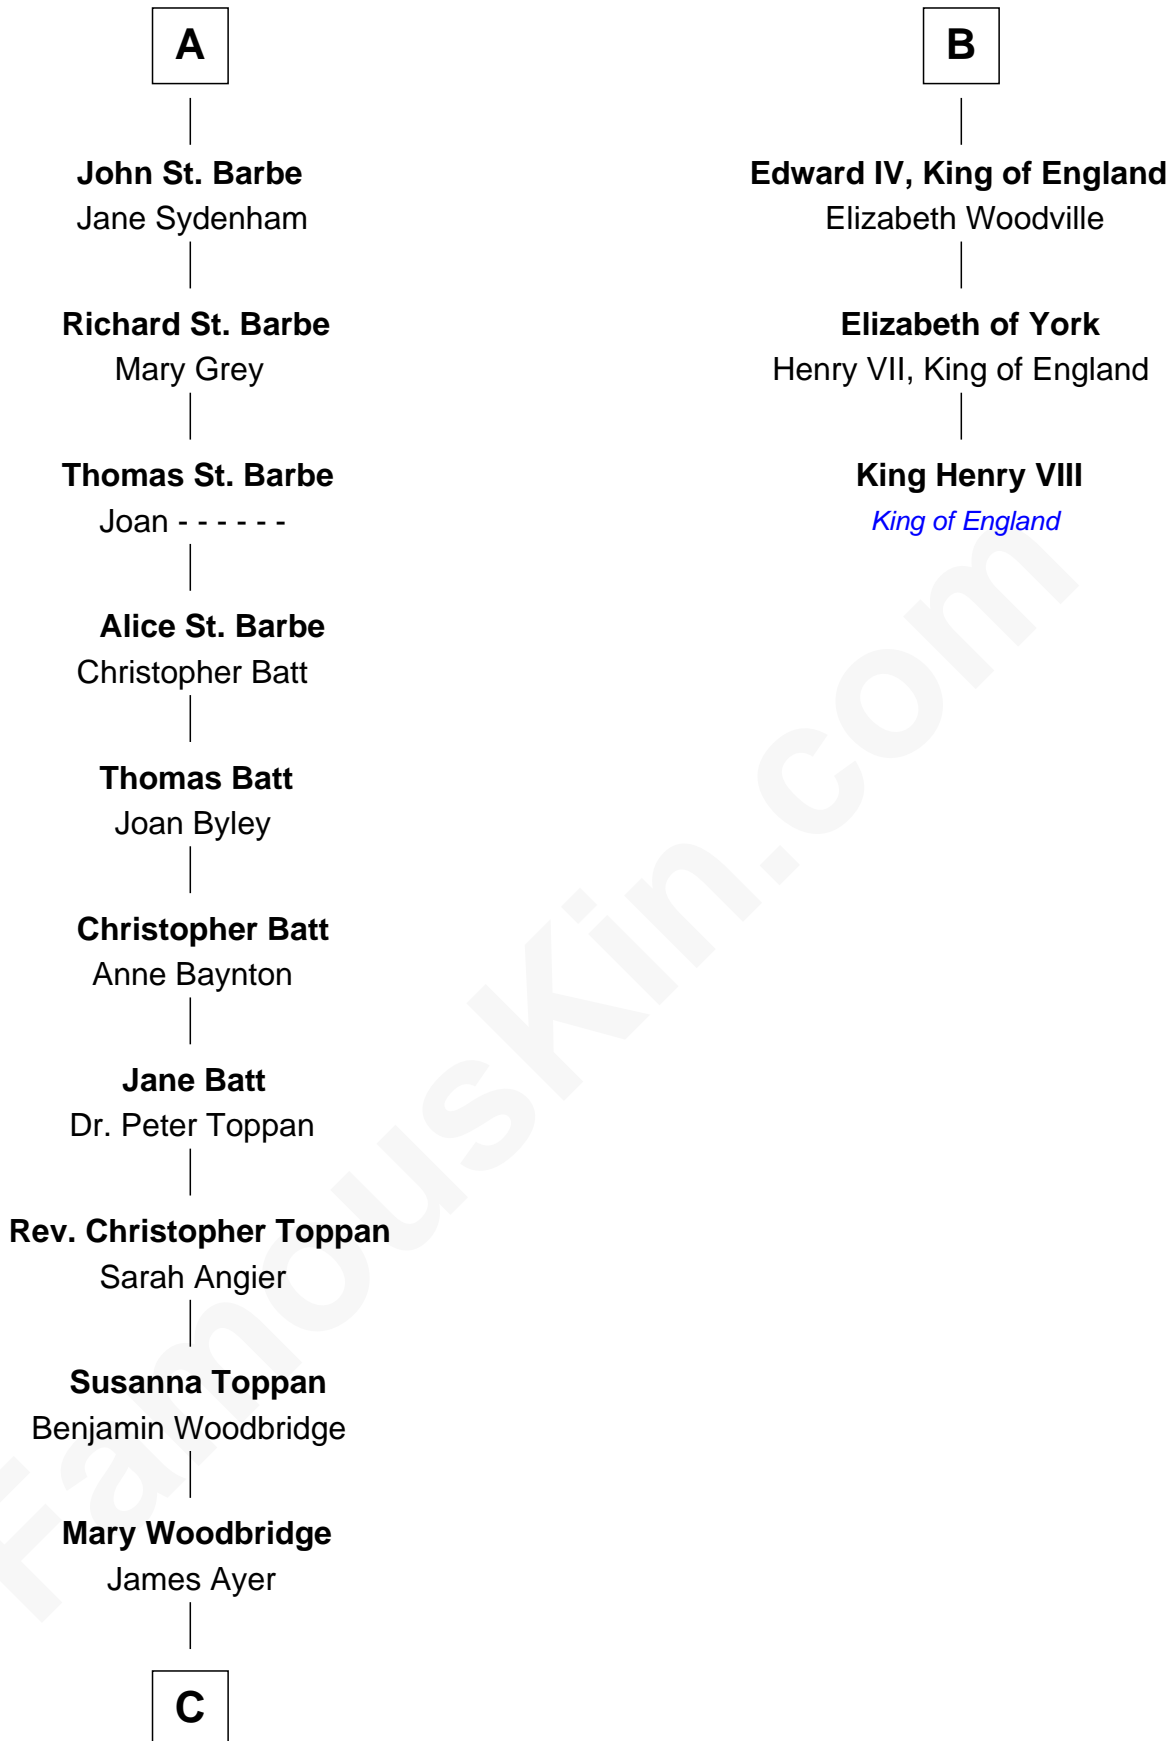 A
John St. Barbe
Jane Sydenham
Richard St. Barbe
Mary Grey
Thomas St. Barbe
Joan - - - - - -
Alice St. Barbe
Christopher Batt
Thomas Batt
Joan Byley
Christopher Batt
Anne Baynton
Jane Batt
Dr. Peter Toppan
Rev. Christopher Toppan
Sarah Angier
Susanna Toppan
Benjamin Woodbridge
Mary Woodbridge
James Ayer
C
B
Edward IV, King of England
Elizabeth Woodville
Elizabeth of York
Henry VII, King of England
King Henry VIII
King of England
FamousKin.com